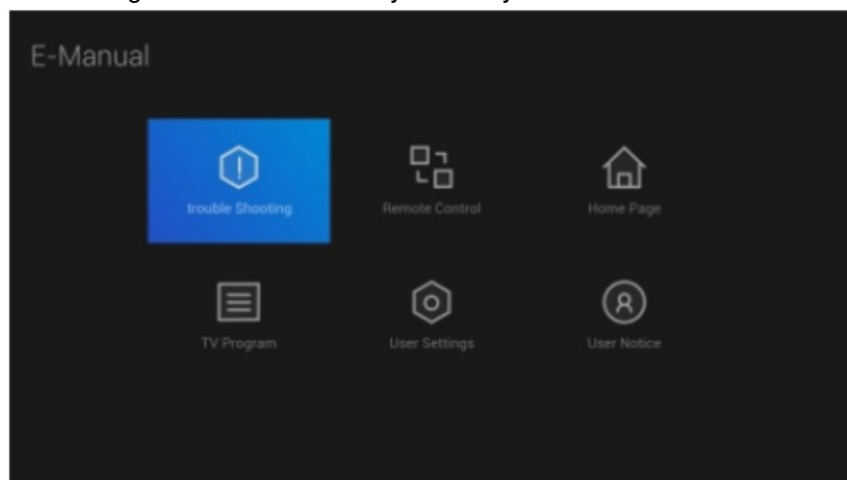 E-Manual
trouble Shooting
Remote Control
Home Page
TV Program
User Settings
User Notice